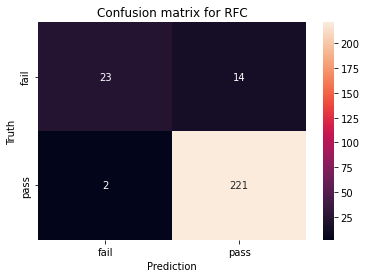 Confusion matrix for RFC
Truth
fail
23
14
pass
2
221
fail
pass
Prediction
200
175
150
125
100
75
50
25